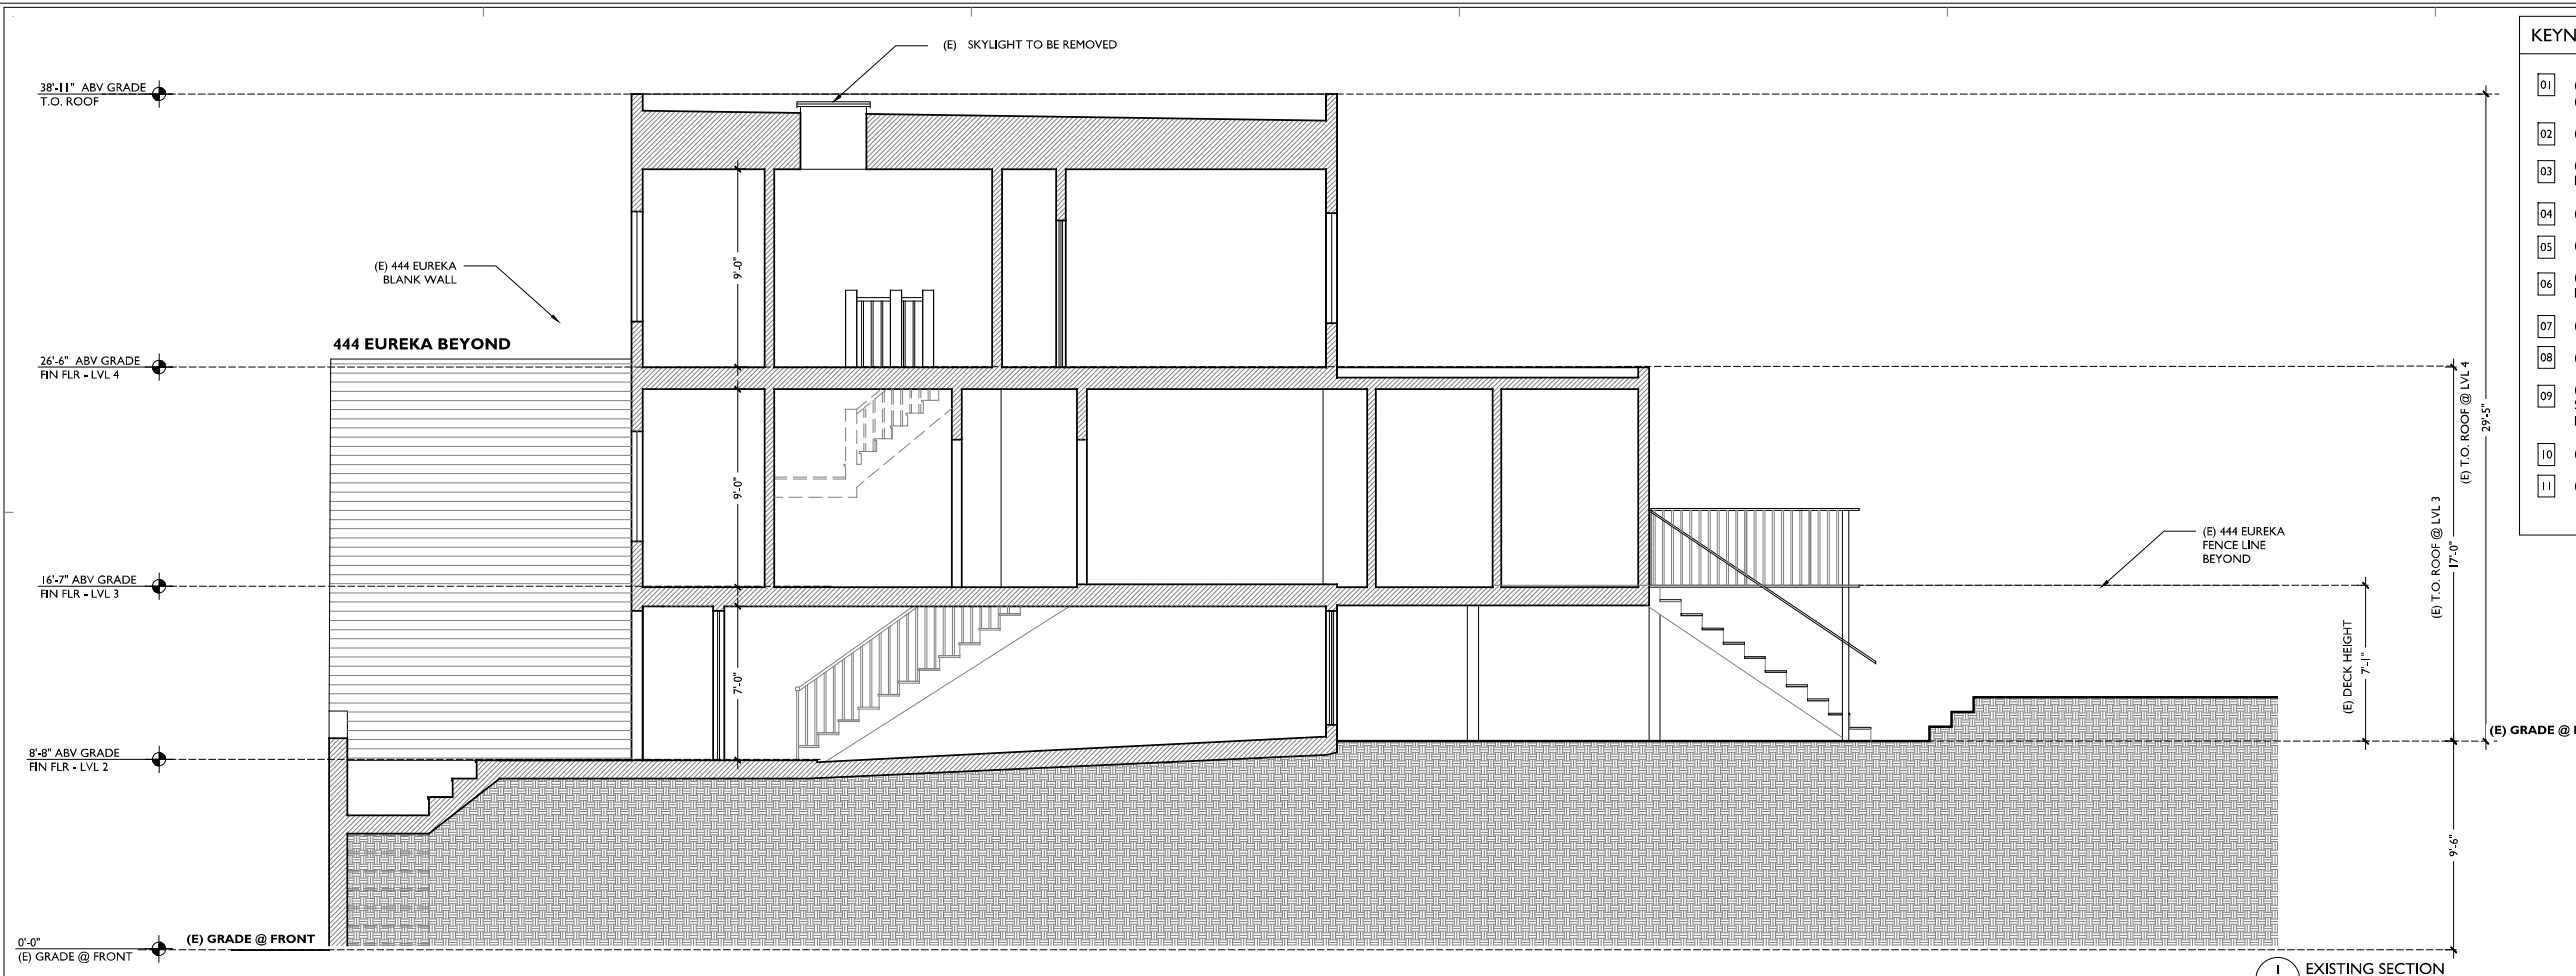 (E) SKYLIGHT TO BE REMOVED
KEYN
38'-11" ABV GRADE
T.O. ROOF
01
02
03
04
05
06
07
08
09
10
11
9'-0"
(E) 444 EUREKA
BLANK WALL
444 EUREKA BEYOND
26'-6" ABV GRADE
FIN FLR - LVL 4
(E) T.O. ROOF @ LVL 4
29'-5"
9'-0"
(E) T.O. ROOF @ LVL 3
17'-0"
(E) 444 EUREKA
FENCE LINE
BEYOND
16'-7" ABV GRADE
FIN FLR - LVL 3
7'-0"
(E) DECK HEIGHT
7'-1"
(E) GRADE @
8'-8" ABV GRADE
FIN FLR - LVL 2
9'-6"
(E) GRADE @ FRONT
0'-0"
(E) GRADE @ FRONT
1
EXISTING SECTION